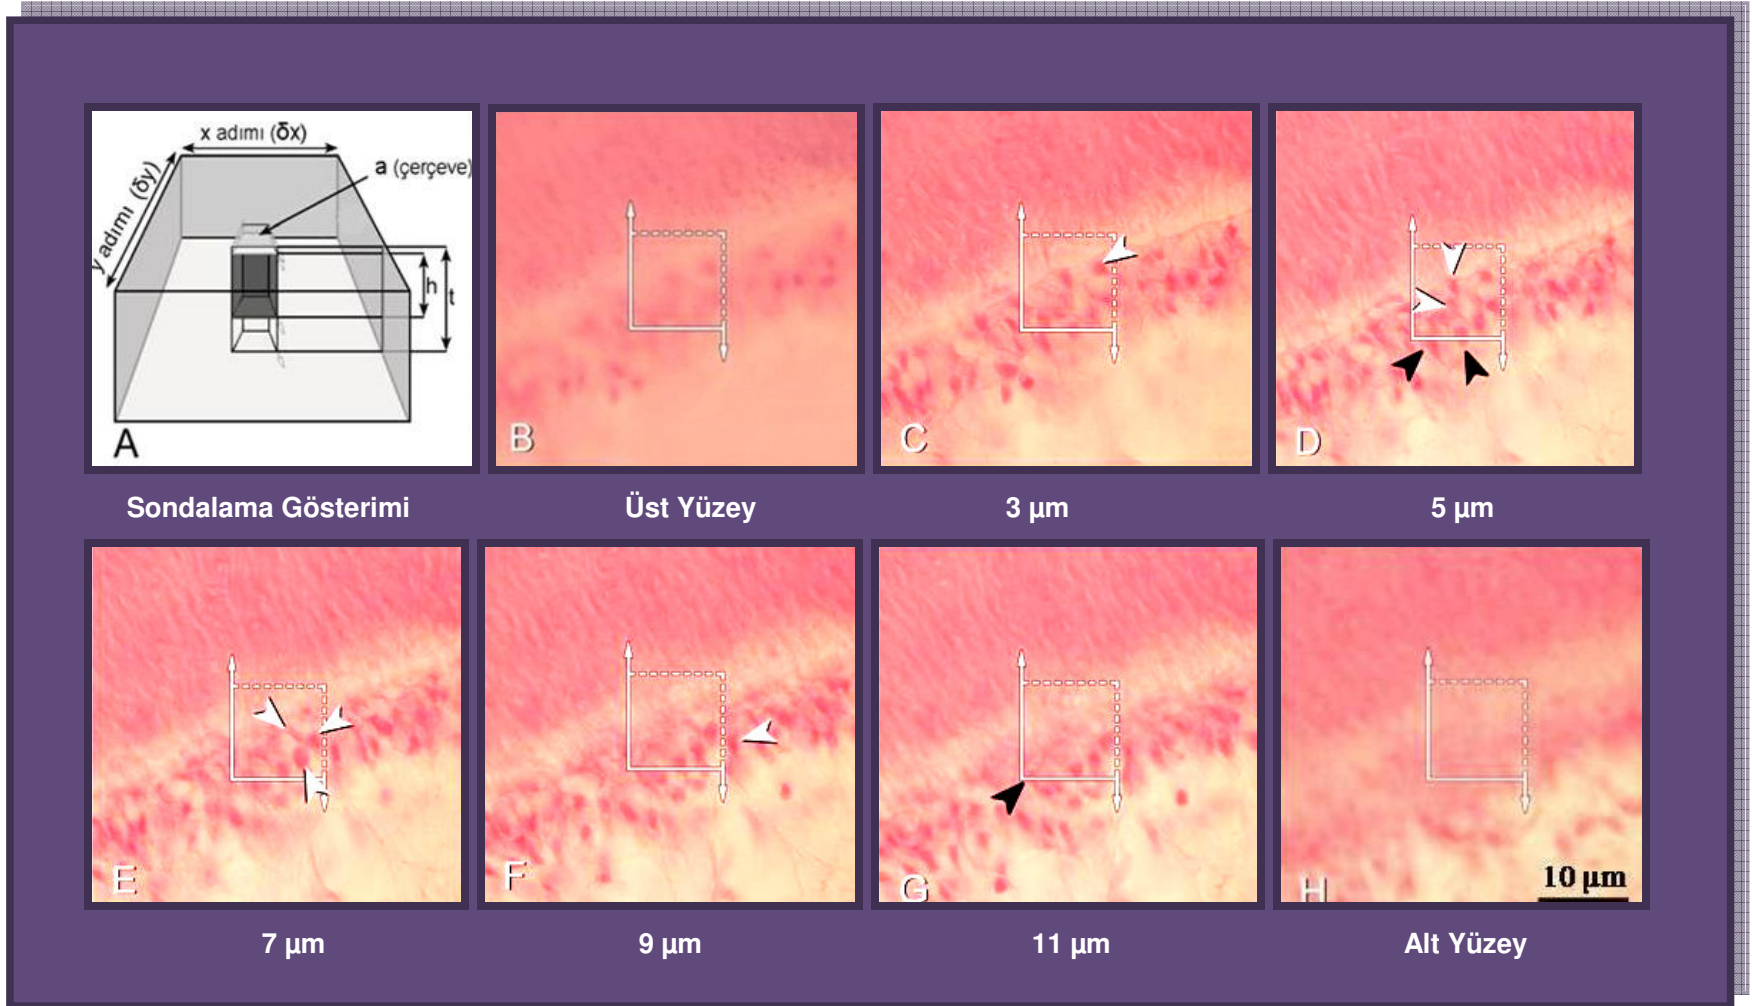 x adımı (δx)
y adımı (δy)
a (çerçeve)
h
t
A
B
C
D
Sondalama Gösterimi
Üst Yüzey
3 µm
5 µm
E
F
G
H
10 µm
7 µm
9 µm
11 µm
Alt Yüzey